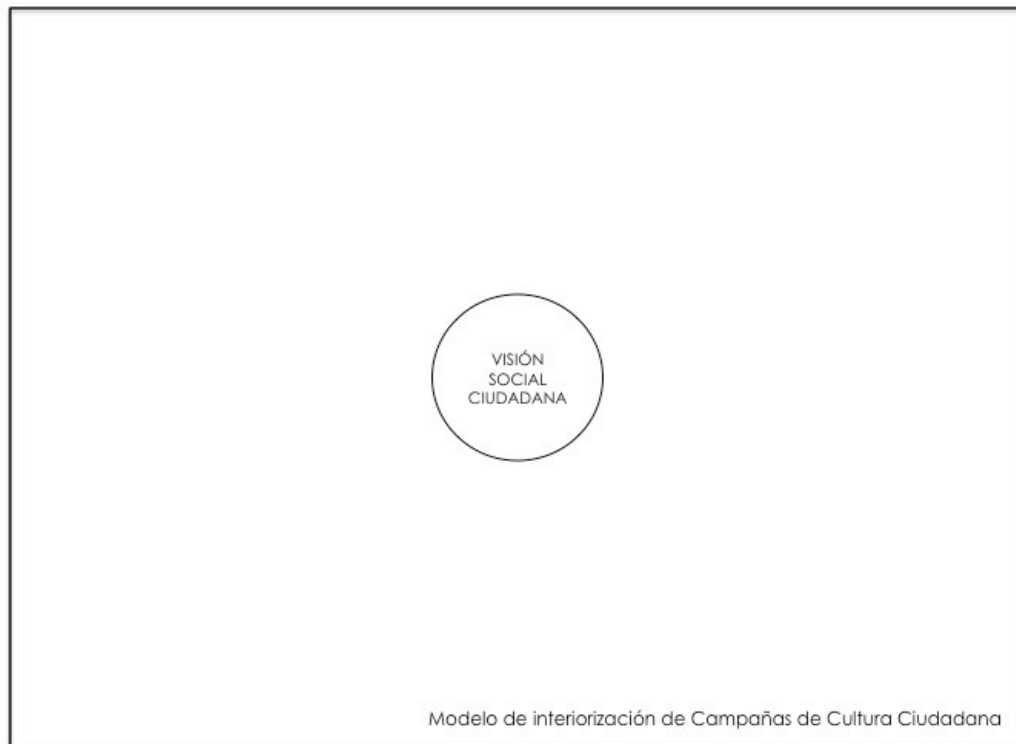 VISIÓN
SOCIAL
CIUDADANA
Modelo de interiorización de Campañas de Cultura Ciudadana